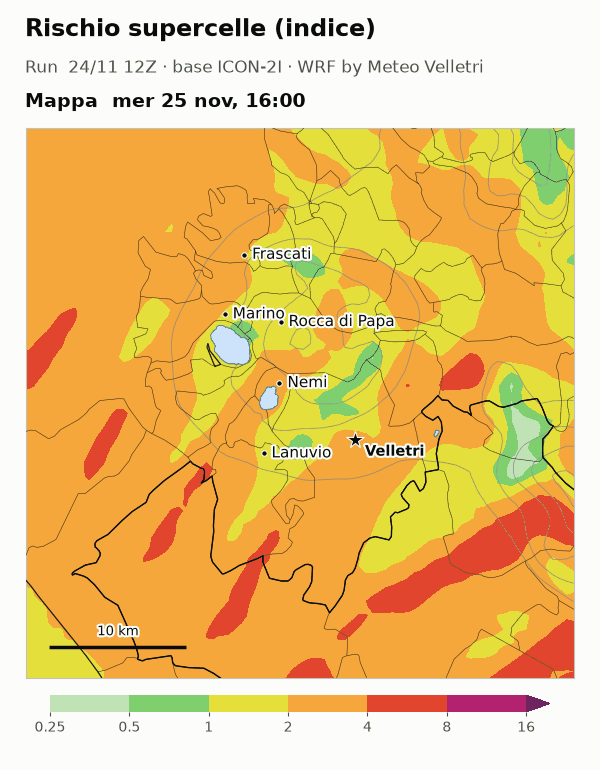 Rischio supercelle (indice)
Run  24/11 12Z · base ICON-2I · WRF by Meteo Velletri
Mappa  mer 25 nov, 16:00
Frascati
Marino
Rocca di Papa
Nemi
Velletri
Lanuvio
10 km
0.25 0.5 1 2 4 8 16